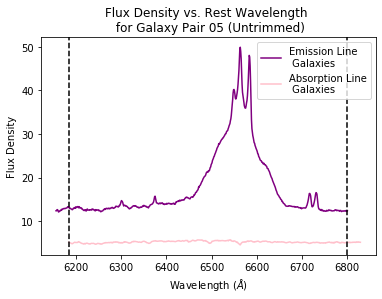 Flux Density vs. Rest Wavelength
for Galaxy Pair 05 (Untrimmed)
Emission Line
Galaxies
Absorption Line
Galaxies
Flux Density
50
40
30
20
10
6200 6300 6400 6500 6600 6700 6800
Wavelength (Å)